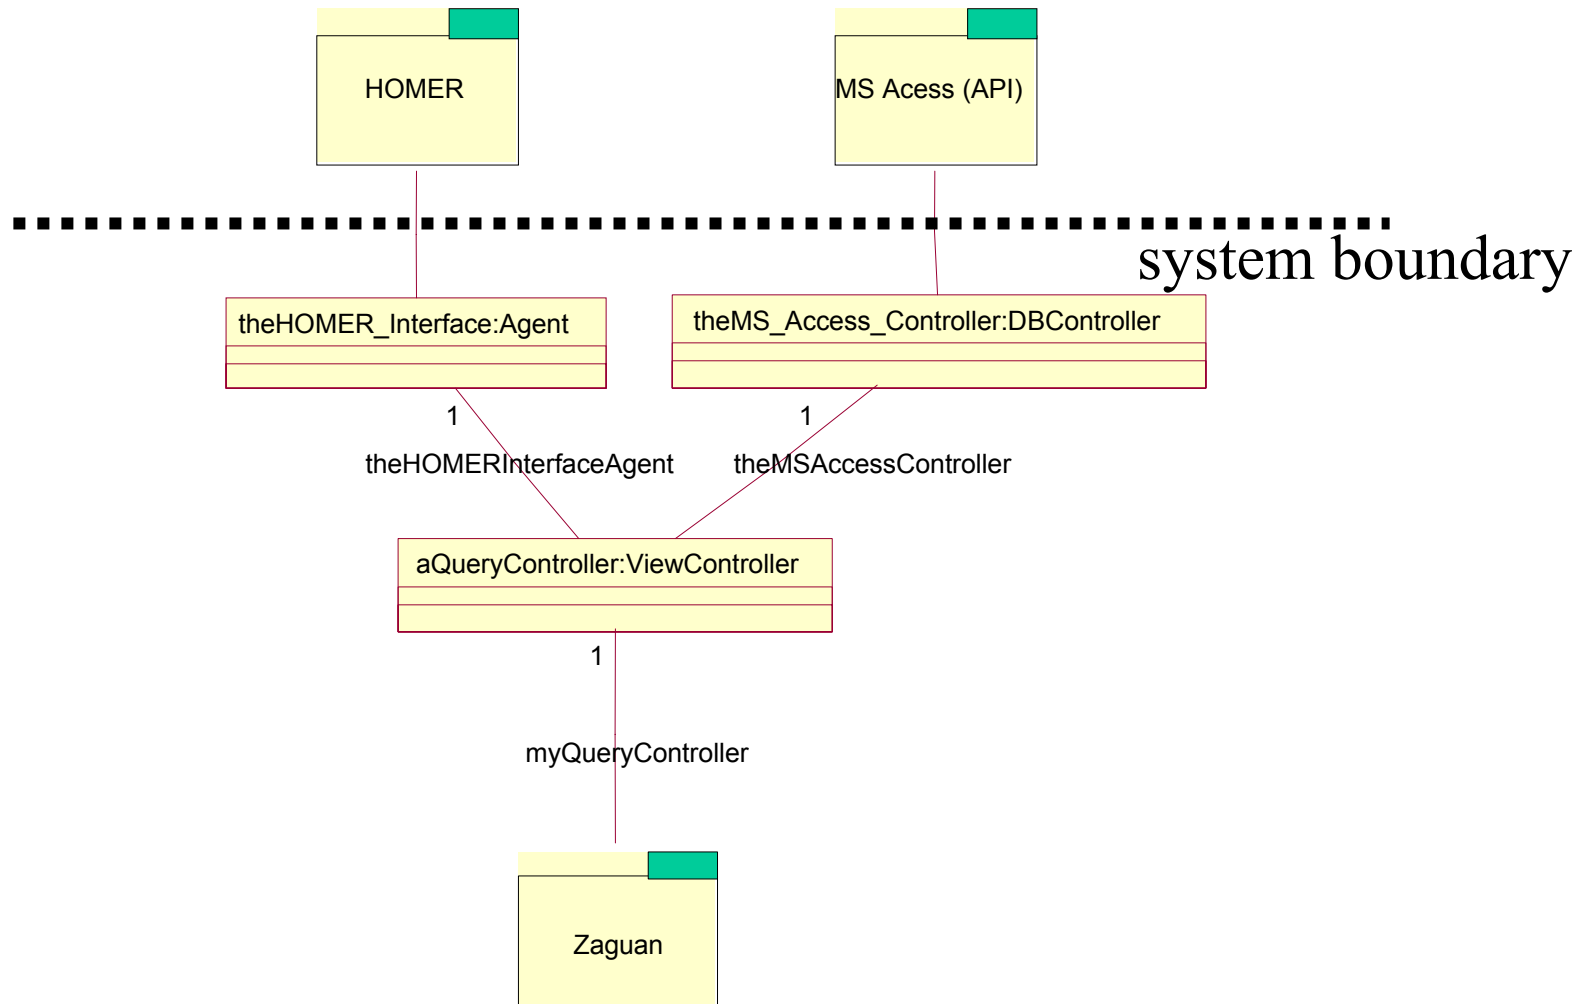 HOMER
MS Acess (API)
system boundary
theHOMER_Interface:Agent
theMS_Access_Controller:DBController
1
1
theHOMERInterfaceAgent
theMSAccessController
aQueryController:ViewController
1
myQueryController
Zaguan